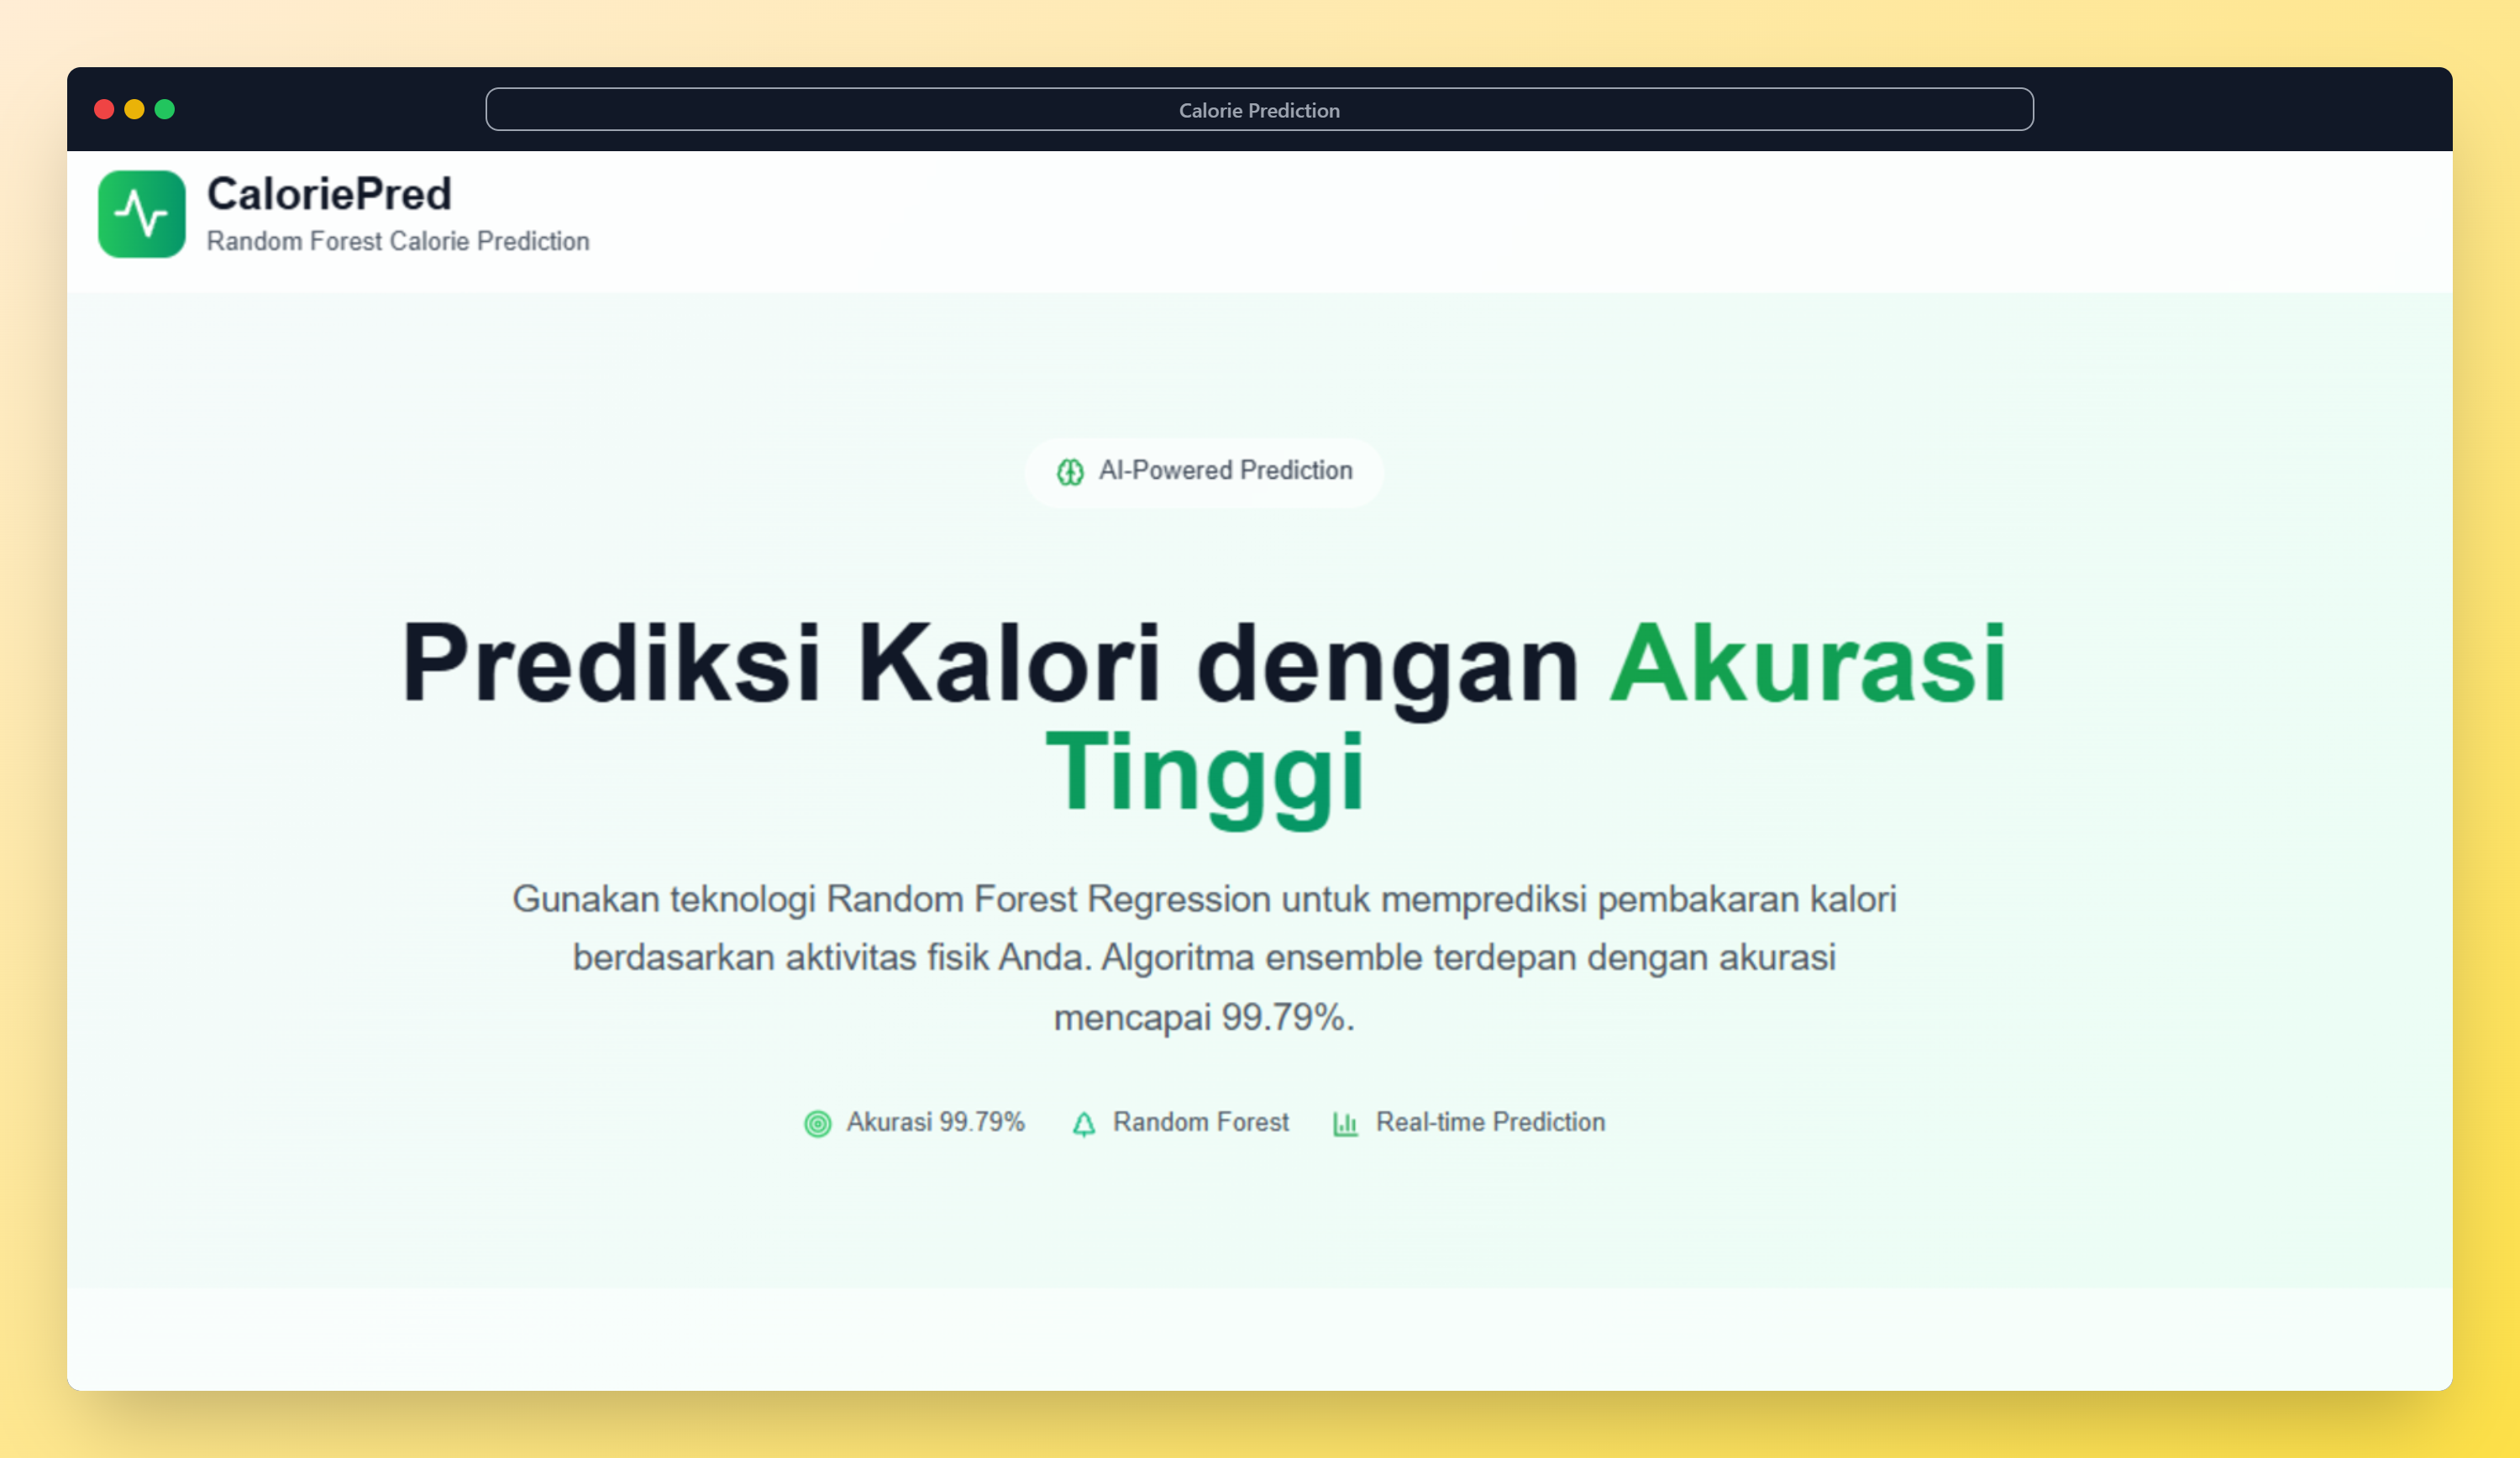 Calorie Prediction
CaloriePred
Random Forest Calorie Prediction
AI-Powered Prediction
Prediksi Kalori dengan Akurasi
Tinggi
Gunakan teknologi Random Forest Regression untuk memprediksi pembakaran kalori
berdasarkan aktivitas fisik Anda. Algoritma ensemble terdepan dengan akurasi
mencapai 99.79%.
Akurasi 99.79% Random Forest Real-time Prediction